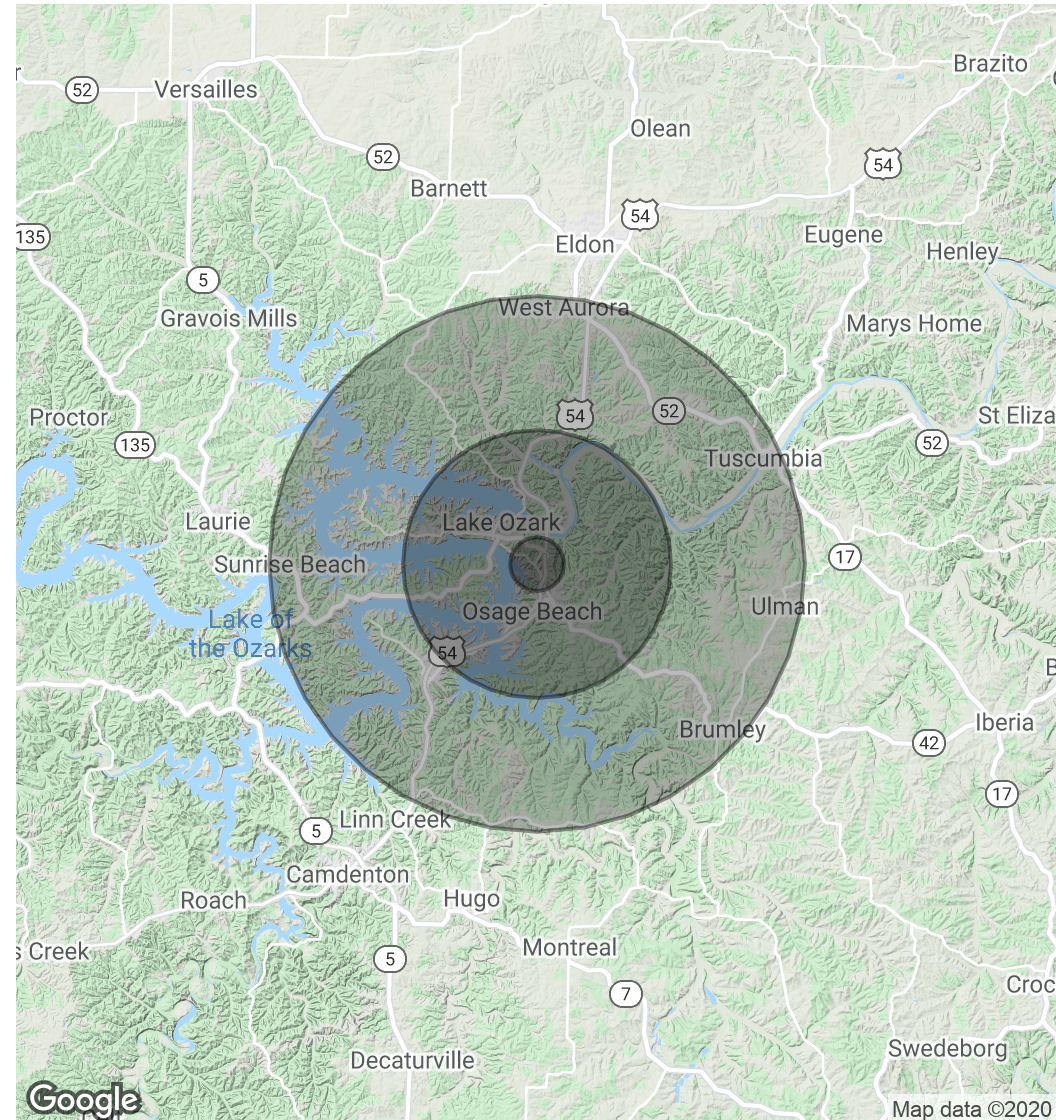 Brazito
52
Versailles
Olean
52
54
Barnett
54
135
Eldon
Eugene
Henley
5
West Aurora
Gravois Mills
Marys Home
Proctor
54
52
St Eliza
135
52
Tuscumbia
Laurie
Lake Ozark
17
Sunrise Beach
Osage Beach
Ulman
Lake of
the Ozarks
54
B
Iberia
Brumley
42
17
Linn Creek
5
Camdenton
Roach
Hugo
s Creek
Montreal
5
Croc
7
Swedeborg
Decaturville
Google
Map data ©2020